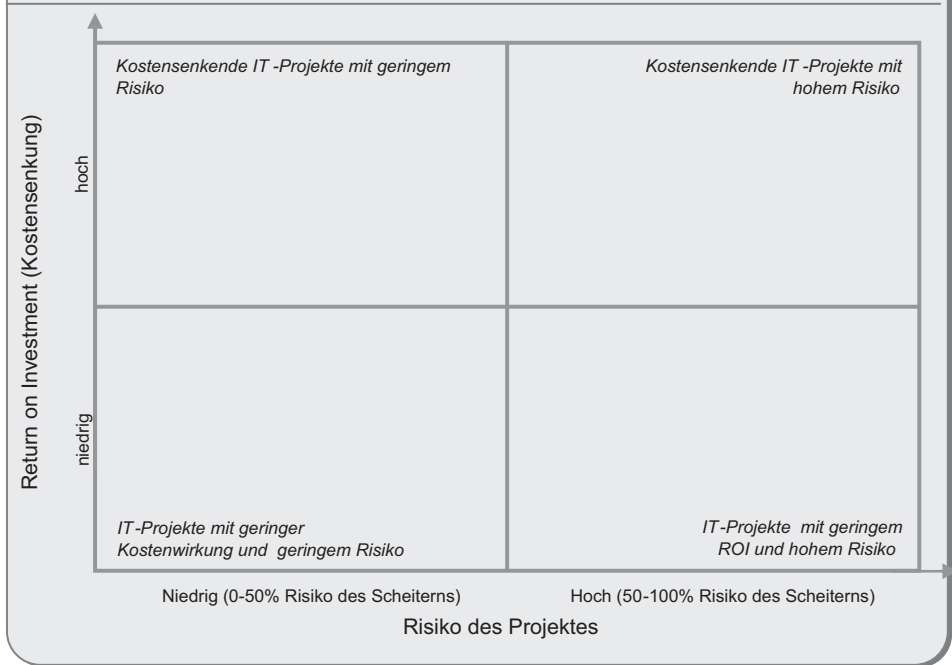 Kostensenkende IT -Projekte mit geringem
Risiko
Kostensenkende IT -Projekte mit
hohem Risiko
Return on Investment (Kostensenkung)
hoch
niedrig
IT-Projekte mit geringer
Kostenwirkung und geringem Risiko
IT-Projekte mit geringem
ROI und hohem Risiko
Niedrig (0-50% Risiko des Scheiterns)
Hoch (50-100% Risiko des Scheiterns)
Risiko des Projektes